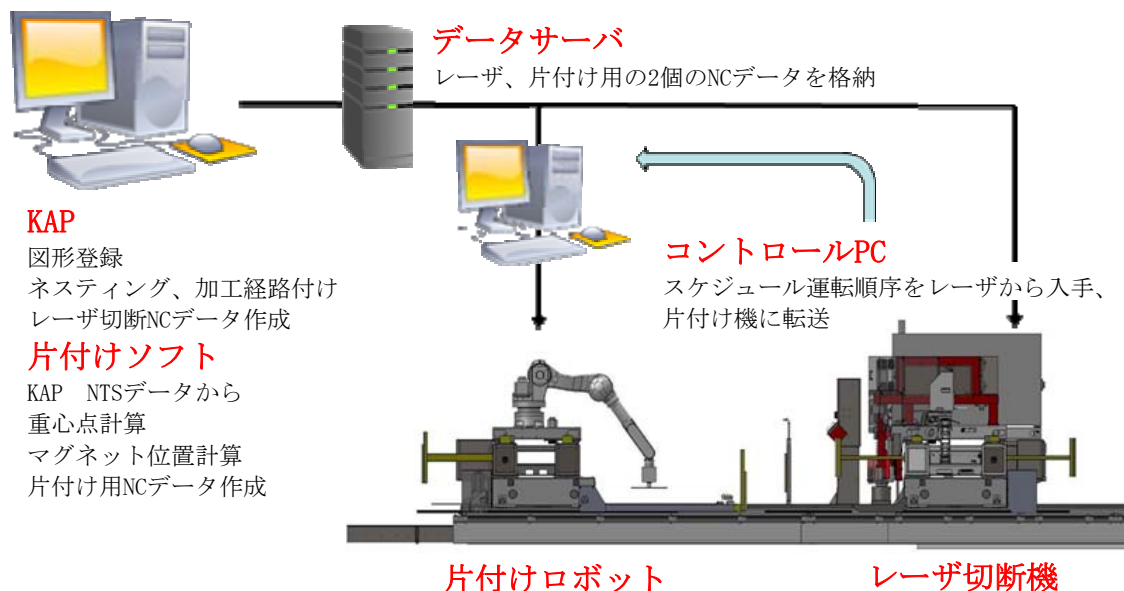 データサーバ
レーザ、片付け用の2個のNCデータを格納
KAP
図形登録
ネスティング、加工経路付け
レーザ切断NCデータ作成
片付けソフト
KAP　NTSデータから
重心点計算
マグネット位置計算
片付け用NCデータ作成
コントロールPC
スケジュール運転順序をレーザから入手、
片付け機に転送
片付けロボット
レーザ切断機